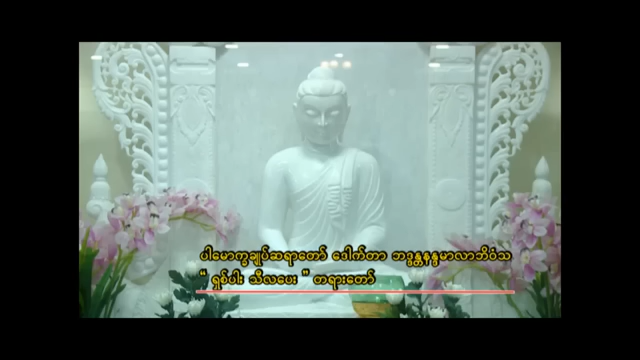 ပါမောက္ခချုပ်ဆရာတော် ဒေါက်တာ ဘဒ္ဒန္တနန္ဒမာလာဘိဝံသ
“ ရှစ်ပါး သီလပေး ” တရားတော်